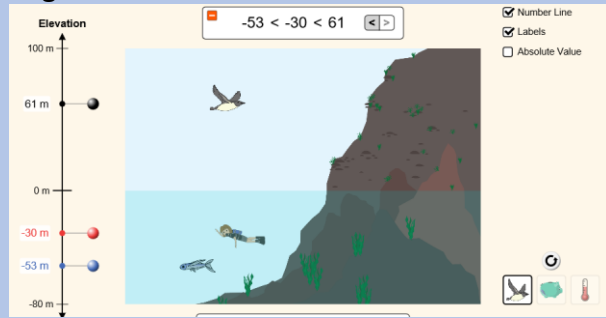 -53 < -30 < 61
< >
Number Line
Labels
Absolute Value
Elevation
100 m
61 m
0 m
-30 m
-53 m
-80 m